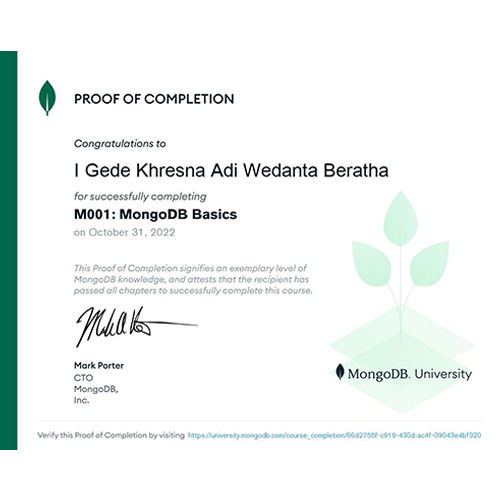 PROOF OF COMPLETION
Congratulations to
I Gede Khresna Adi Wedanta Beratha
for successfully completing
M001: MongoDB Basics
on October 31, 2022
This Proof of Completion signifies an exemplary level of
MongoDB knowledge, and attests that the recipient has
passed all chapters to successfully complete this course.
Mark Porter
CTO
MongoDB,
Inc.
MongoDB. University
Verify this Proof of Completion by visiting https://university.mongodb.com/course_completion/66d2755f-c919-430d-ac4f-09043e4bf320